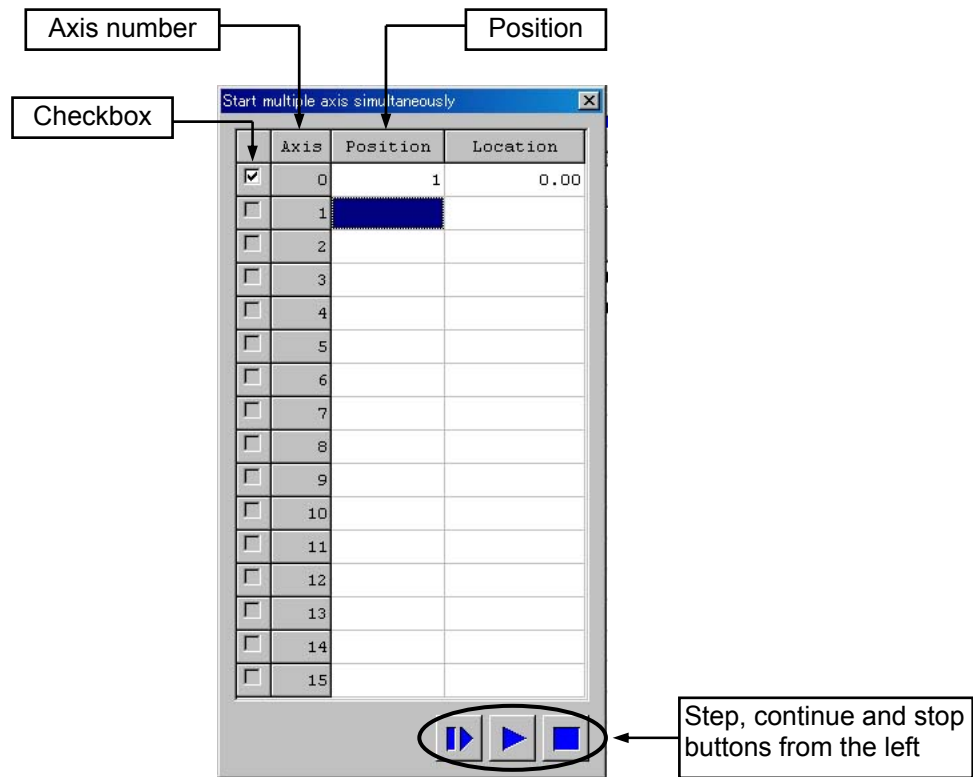 Axis number
Position
Start multiple axis simultaneously
Checkbox
Axis Position Location
0 1 0.00
1
2
3
4
5
6
7
8
9
10
11
12
13
14
15
Step, continue and stop
buttons from the left